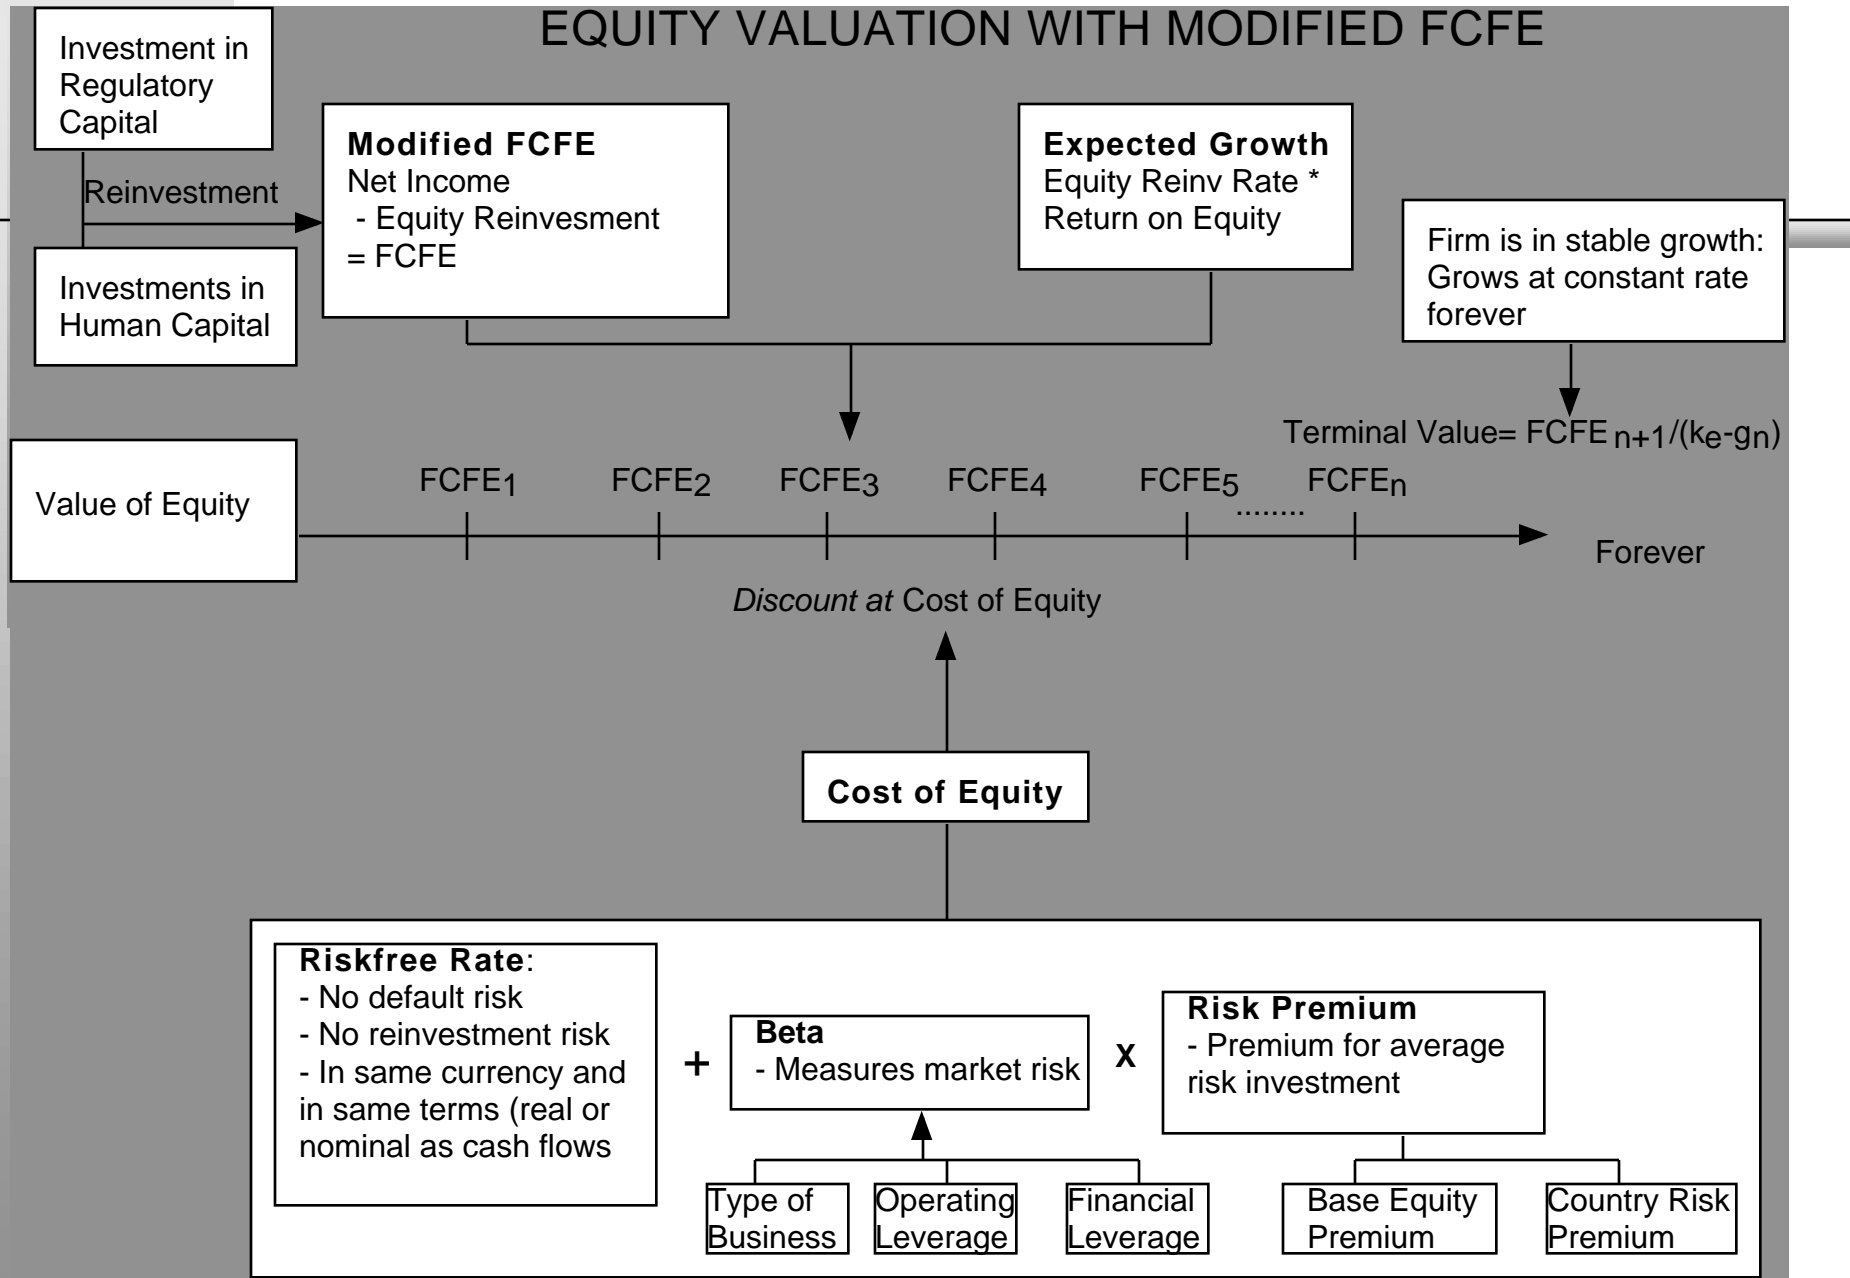 EQUITY VALUATION WITH MODIFIED FCFE
Investment in
Regulatory
Capital
Reinvestment
Investments in
Human Capital
Modified FCFE
Net Income
- Equity Reinvesment
= FCFE
Expected Growth
Equity Reinv Rate *
Return on Equity
Firm is in stable growth:
Grows at constant rate
forever
Terminal Value= FCFE n+1/(ke-gn)
Value of Equity
FCFE1 FCFE2 FCFE3 FCFE4 FCFE5 ........ FCFEn
Forever
Discount at Cost of Equity
Cost of Equity
Riskfree Rate:
- No default risk
- No reinvestment risk
- In same currency and
in same terms (real or
nominal as cash flows
+
Beta
- Measures market risk
X
Risk Premium
- Premium for average
risk investment
Type of
Business
Operating
Leverage
Financial
Leverage
Base Equity
Premium
Country Risk
Premium